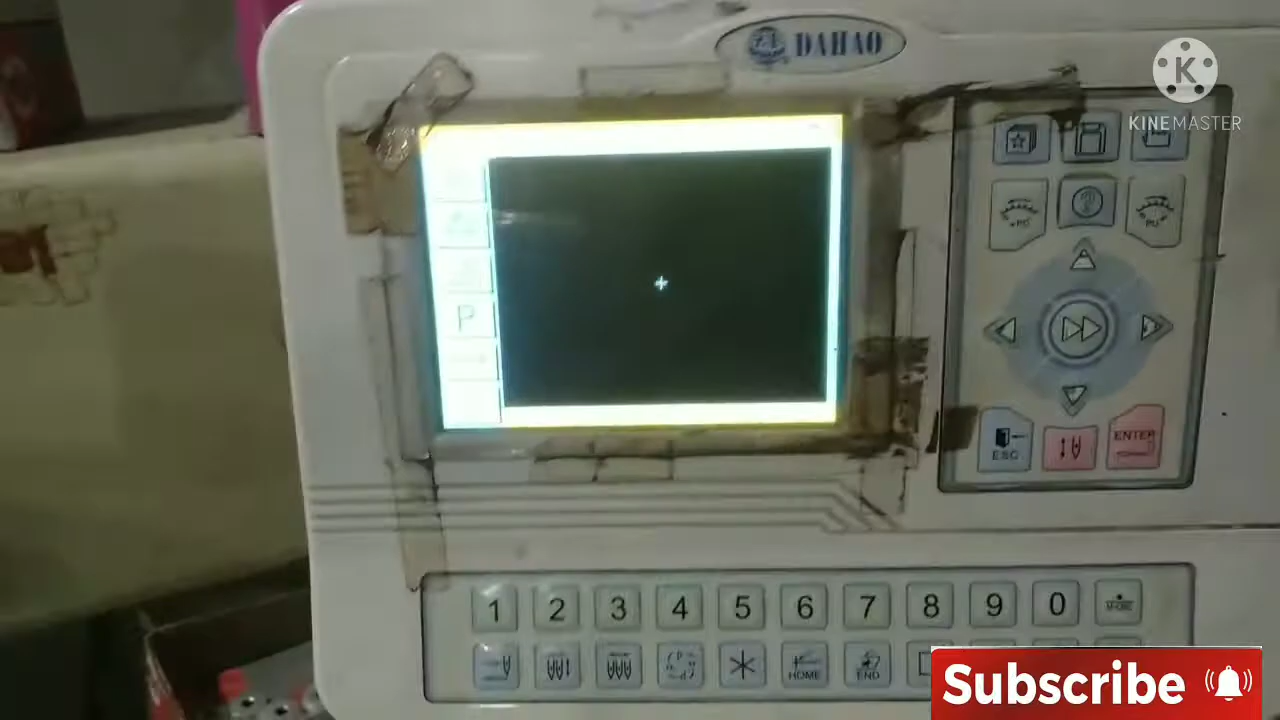 DAHAO
K
KINEMASTER
P
ESC
ENTER
1 2 3 4 5 6 7 8 9 0
HOME
END
Subscribe